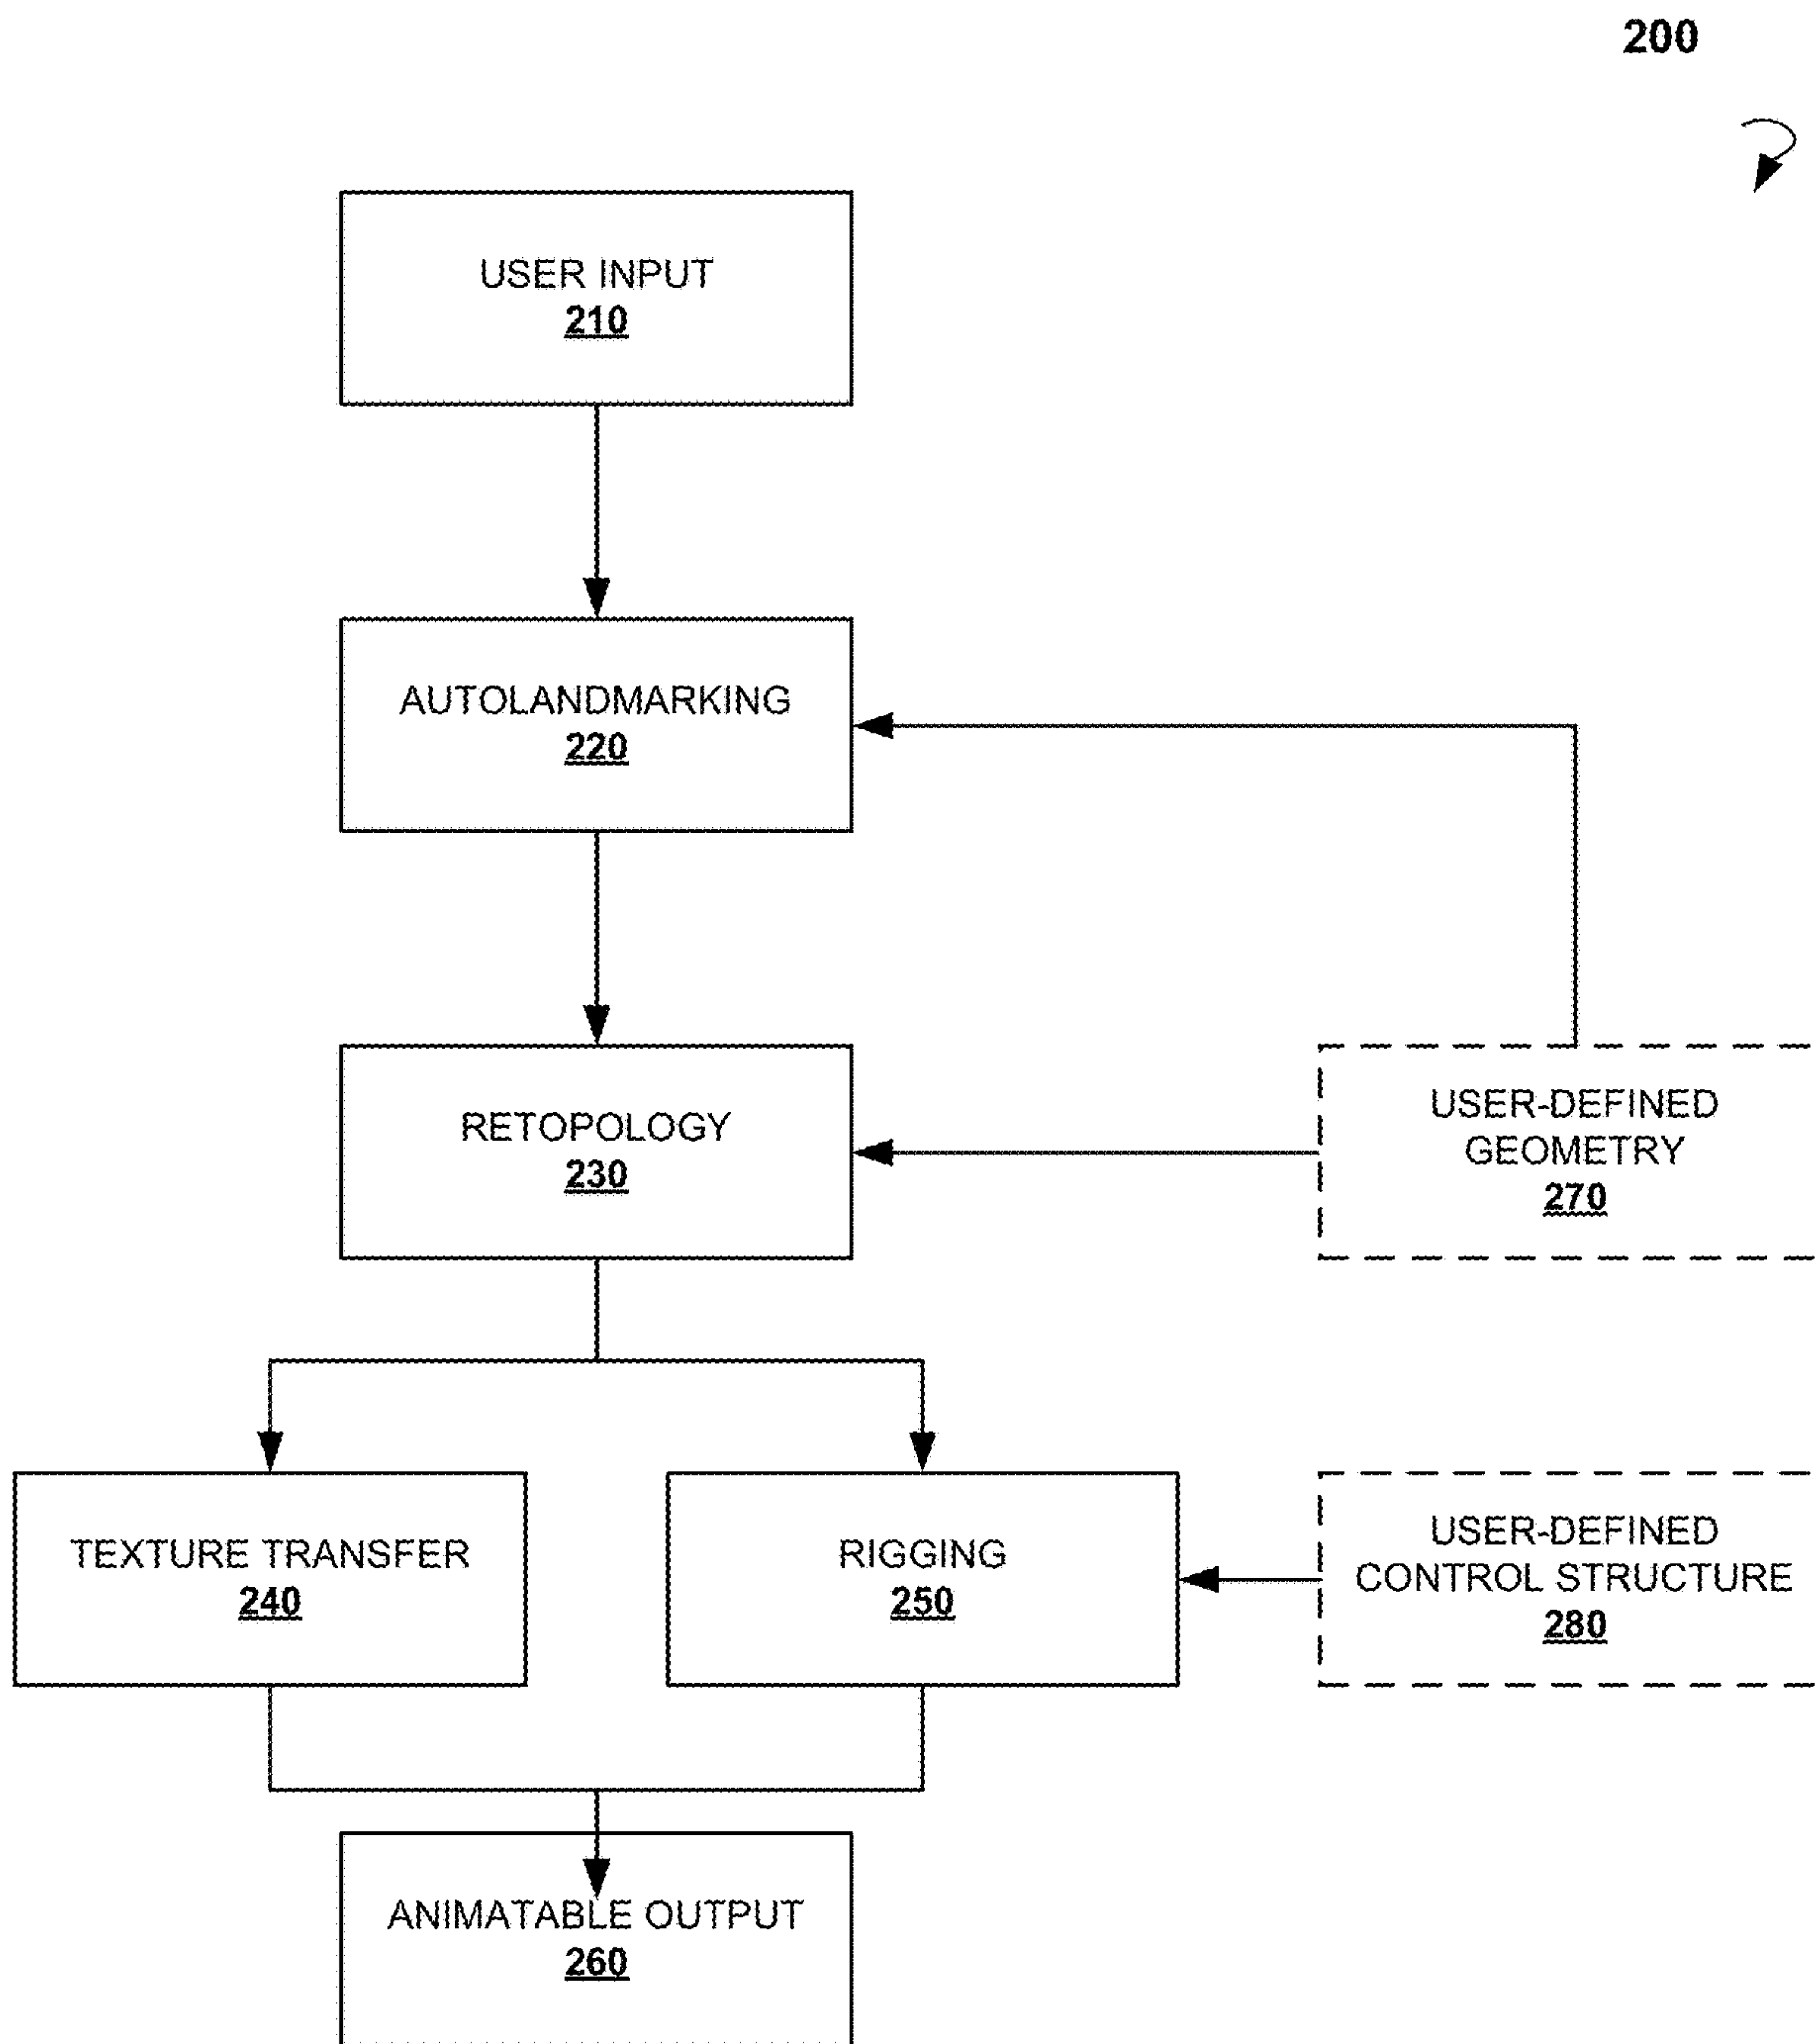 200
USER INPUT
210
AUTOLANDMARKING
220
RETOPOLOGY
230
USER-DEFINED
GEOMETRY
270
TEXTURE TRANSFER
240
RIGGING
250
USER-DEFINED
CONTROL STRUCTURE
280
ANIMATABLE OUTPUT
260